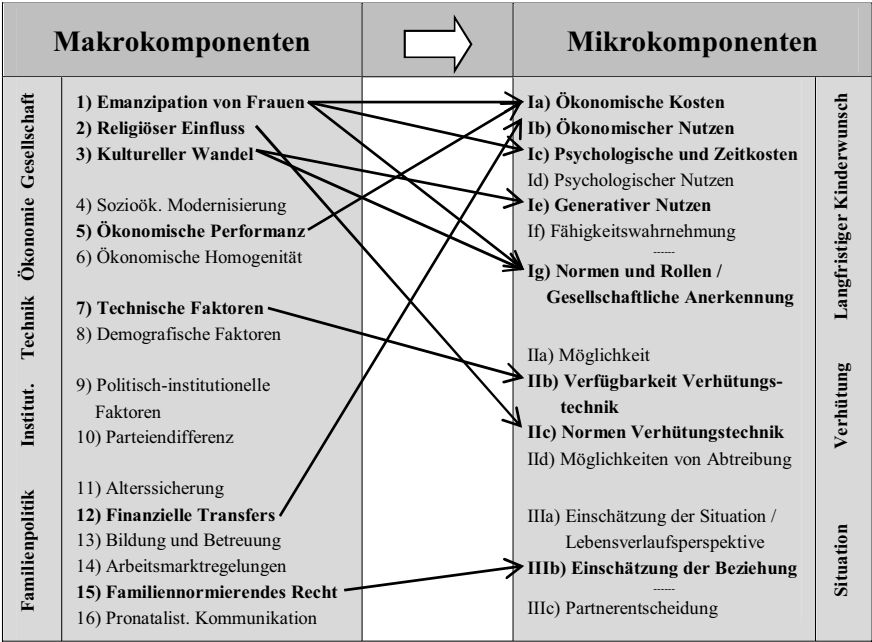 Makrokomponenten
Mikrokomponenten
Gesellschaft
1) Emanzipation von Frauen
2) Religiöser Einfluss
3) Kultureller Wandel
Ökonomie
4) Sozioök. Modernisierung
5) Ökonomische Performanz
6) Ökonomische Homogenität
Technik
7) Technische Faktoren
8) Demografische Faktoren
Institut.
9) Politisch-institutionelle
Faktoren
10) Parteiendifferenz
Familienpolitik
11) Alterssicherung
12) Finanzielle Transfers
13) Bildung und Betreuung
14) Arbeitsmarktregelungen
15) Familiennormierendes Recht
16) Pronatalist. Kommunikation
Ia) Ökonomische Kosten
Ib) Ökonomischer Nutzen
Ic) Psychologische und Zeitkosten
Id) Psychologischer Nutzen
Ie) Generativer Nutzen
If) Fähigkeitswahrnehmung
------
Ig) Normen und Rollen /
Gesellschaftliche Anerkennung
Langfristiger Kinderwunsch
IIa) Möglichkeit
IIb) Verfügbarkeit Verhütungs-
technik
IIc) Normen Verhütungstechnik
IId) Möglichkeiten von Abtreibung
Verhütung
IIIa) Einschätzung der Situation /
Lebensverlaufsperspektive
IIIb) Einschätzung der Beziehung
------
IIIc) Partnerentscheidung
Situation